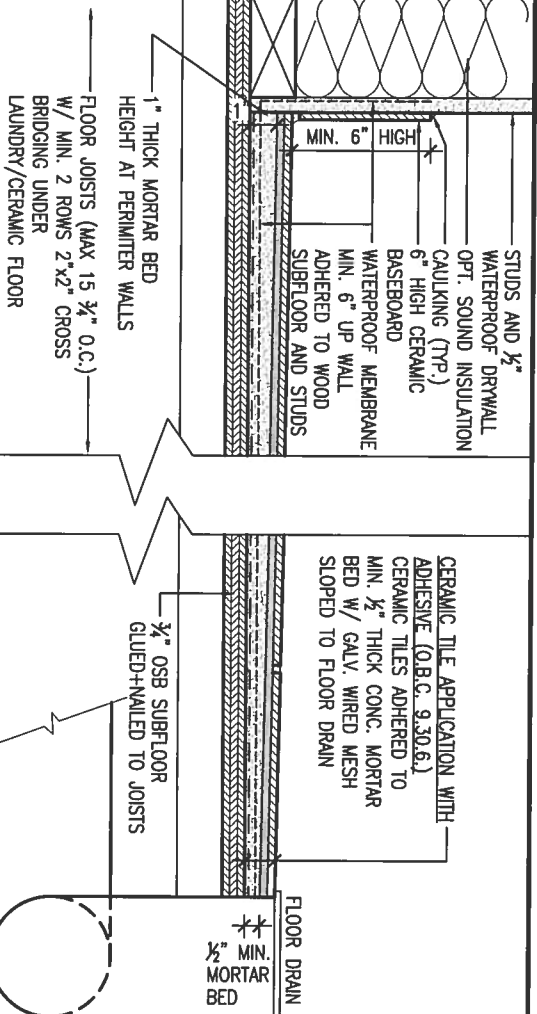 STUDS AND ½"
WATERPROOF DRYWALL
OPT. SOUND INSULATION
CAULKING (TYP.)
6" HIGH CERAMIC
BASEBOARD
WATERPROOF MEMBRANE
MIN. 6" UP WALL
ADHERED TO WOOD
SUBFLOOR AND STUDS
MIN. 6" HIGH
1"
1" THICK MORTAR BED
HEIGHT AT PERIMITER WALLS
FLOOR JOISTS (MAX 15 ¾" O.C.)
W/ MIN. 2 ROWS 2"x2" CROSS
BRIDGING UNDER
LAUNDRY/CERAMIC FLOOR
CERAMIC TILE APPLICATION WITH
ADHESIVE (O.B.C. 9.30.6.)
CERAMIC TILES ADHERED TO
MIN. ½" THICK CONC. MORTAR
BED W/ GALV. WIRED MESH
SLOPED TO FLOOR DRAIN
¾" OSB SUBFLOOR
GLUED+NAILED TO JOISTS
FLOOR DRAIN
½" MIN.
MORTAR
BED